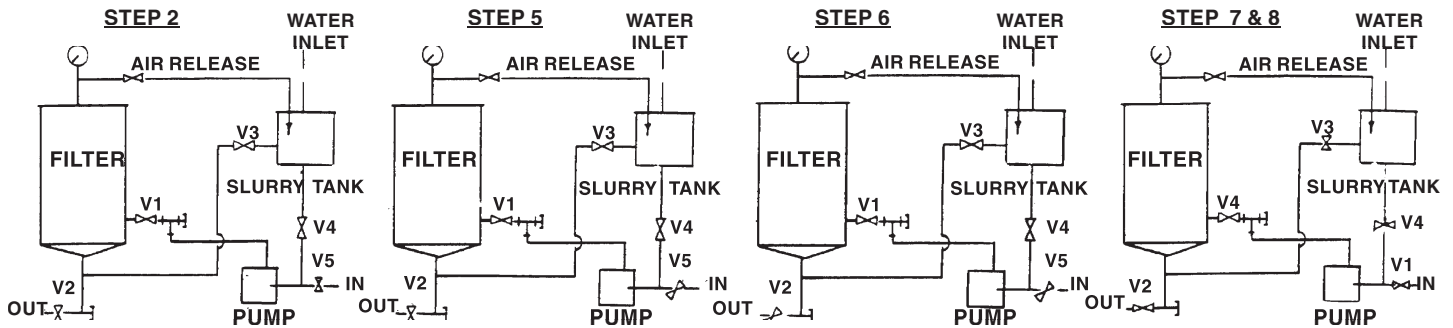 STEP 2
WATER
INLET
AIR RELEASE
V3
FILTER
SLURRY TANK
V1
V4
V5
V2
IN
OUT
PUMP
STEP 5
WATER
INLET
AIR RELEASE
V3
FILTER
SLURRY TANK
V1
V4
V5
V2
IN
OUT
PUMP
STEP 6
WATER
INLET
AIR RELEASE
V3
FILTER
SLURRY TANK
V1
V4
V5
V2
IN
OUT
PUMP
STEP 7 & 8
WATER
INLET
AIR RELEASE
V3
FILTER
SLURRY TANK
V4
V4
V1
V2
IN
OUT
PUMP